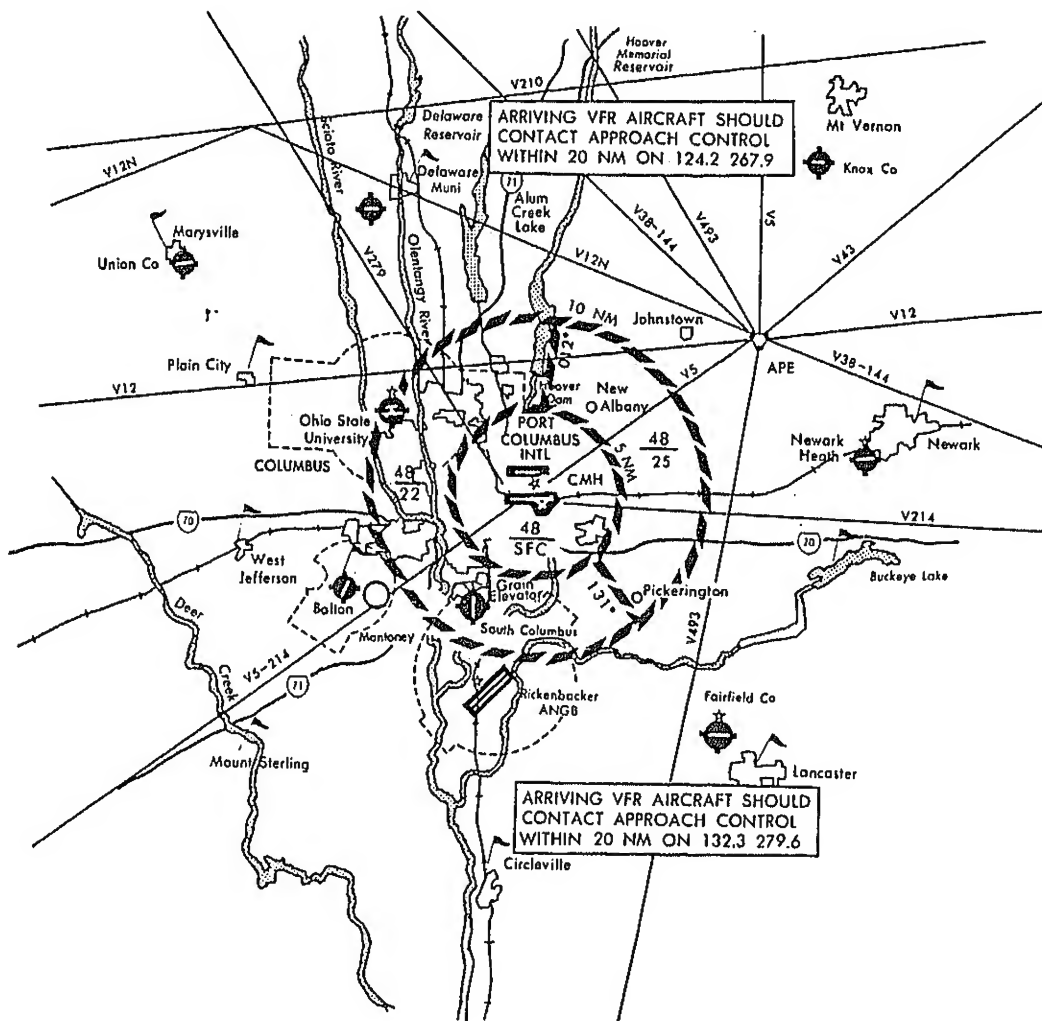 Hoover
Memorial
Reservoir
V210
Delaware
Reservoir
ARRIVING VFR AIRCRAFT SHOULD
CONTACT APPROACH CONTROL
WITHIN 20 NM ON 124.2 267.9
Mt Vernon
Knox Co
V12N
Scioto River
Delaware
Muni
71
Alum
Creek
Lake
V38-144
V493
V5
V43
Marysville
Union Co
V279
Olentangy River
V12N
10 NM
Johnstown
V12
Plain City
V12
012°
V5
APE
V38-144
Hoover
Dam
New
Albany
Ohio State
University
PORT
COLUMBUS
INTL
5 NM
48
25
Newark
Heath
Newark
COLUMBUS
48
22
CMH
70
48
SFC
V214
70
West
Jefferson
Buckeye Lake
Bolton
Grain
Elevator
131°
Pickerington
Deer
Creek
Montoney
South Columbus
V493
V5-214
71
Rickenbacker
ANGB
Fairfield Co
Mount Sterling
Lancaster
ARRIVING VFR AIRCRAFT SHOULD
CONTACT APPROACH CONTROL
WITHIN 20 NM ON 132.3 279.6
Circlaville